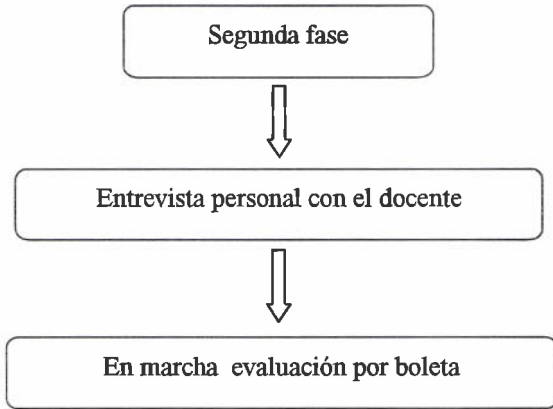 Segunda fase
Entrevista personal con el docente
En marcha evaluación por boleta